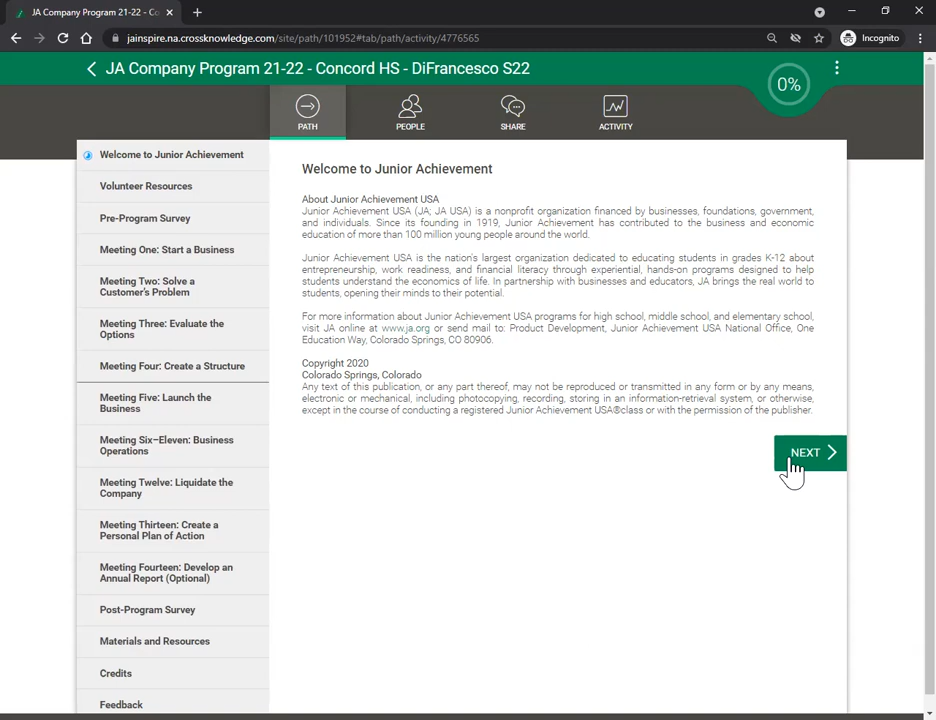 JA Company Program 21-22 - Co
jainspire.na.crossknowledge.com/site/path/101952#tab/path/activity/4776565
Incognito
JA Company Program 21-22 - Concord HS - DiFrancesco S22
0%
PATH
PEOPLE
SHARE
ACTIVITY
Welcome to Junior Achievement
Volunteer Resources
Pre-Program Survey
Meeting One: Start a Business
Meeting Two: Solve a
Customer's Problem
Meeting Three: Evaluate the
Options
Meeting Four: Create a Structure
Meeting Five: Launch the
Business
Meeting Six–Eleven: Business
Operations
Meeting Twelve: Liquidate the
Company
Meeting Thirteen: Create a
Personal Plan of Action
Meeting Fourteen: Develop an
Annual Report (Optional)
Post-Program Survey
Materials and Resources
Credits
Feedback
Welcome to Junior Achievement
About Junior Achievement USA
Junior Achievement USA (JA; JA USA) is a nonprofit organization financed by businesses, foundations, government,
and individuals. Since its founding in 1919, Junior Achievement has contributed to the business and economic
education of more than 100 million young people around the world.
Junior Achievement USA is the nation's largest organization dedicated to educating students in grades K-12 about
entrepreneurship, work readiness, and financial literacy through experiential, hands-on programs designed to help
students understand the economics of life. In partnership with businesses and educators, JA brings the real world to
students, opening their minds to their potential.
For more information about Junior Achievement USA programs for high school, middle school, and elementary school,
visit JA online at www.ja.org or send mail to: Product Development, Junior Achievement USA National Office, One
Education Way, Colorado Springs, CO 80906.
Copyright 2020
Colorado Springs, Colorado
Any text of this publication, or any part thereof, may not be reproduced or transmitted in any form or by any means,
electronic or mechanical, including photocopying, recording, storing in an information-retrieval system, or otherwise,
except in the course of conducting a registered Junior Achievement USA®class or with the permission of the publisher.
NEXT